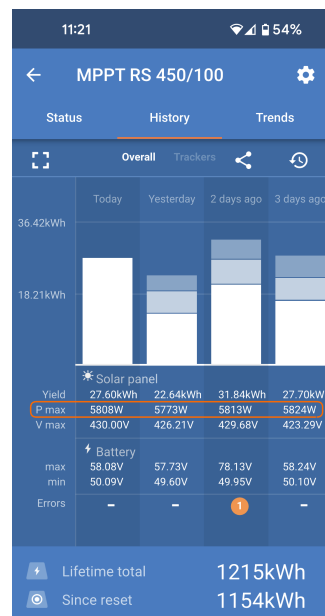 11:21 54%
MPPT RS 450/100
Status History Trends
Overall Trackers
Today Yesterday 2 days ago 3 days ago
36.42kWh
18.21kWh
Solar panel
Yield 27.60kWh 22.64kWh 31.84kWh 27.70kW
P max 5808W 5773W 5813W 5824W
V max 430.00V 426.21V 429.68V 423.29V
Battery
max 58.08V 57.73V 78.13V 58.24V
min 50.09V 49.60V 49.95V 50.10V
Errors – – 1 –
Lifetime total 1215kWh
Since reset 1154kWh